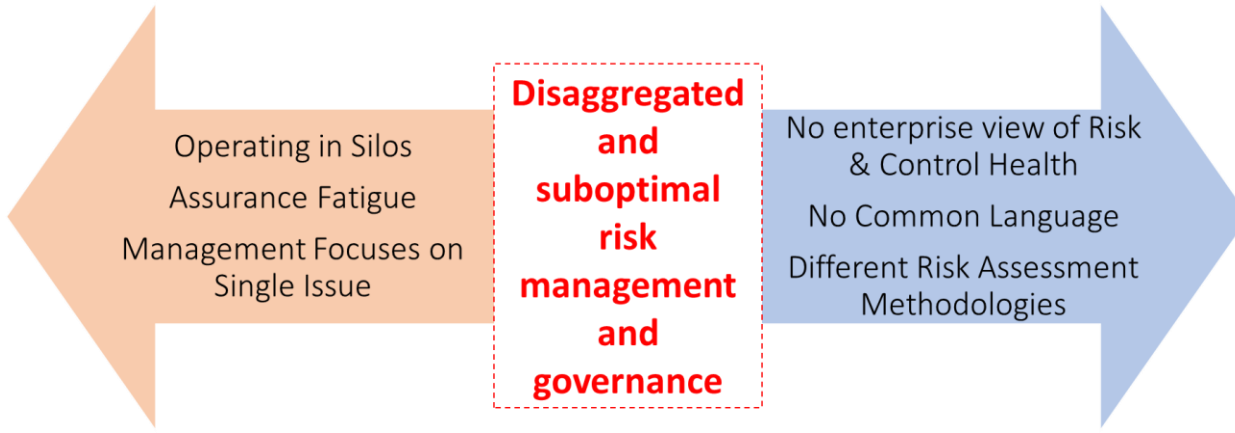 Operating in Silos
Assurance Fatigue
Management Focuses on
Single Issue
Disaggregated
and
suboptimal
risk
management
and
governance
No enterprise view of Risk
& Control Health
No Common Language
Different Risk Assessment
Methodologies